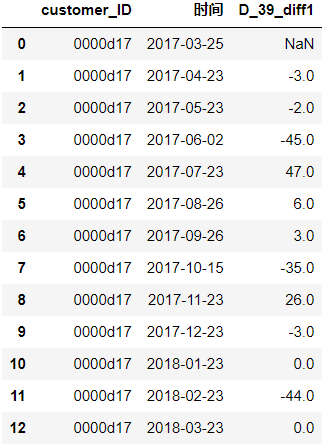 customer_ID 时间 D_39_diff1
0 0000d17 2017-03-25 NaN
1 0000d17 2017-04-23 -3.0
2 0000d17 2017-05-23 -2.0
3 0000d17 2017-06-02 -45.0
4 0000d17 2017-07-23 47.0
5 0000d17 2017-08-26 6.0
6 0000d17 2017-09-26 3.0
7 0000d17 2017-10-15 -35.0
8 0000d17 2017-11-23 26.0
9 0000d17 2017-12-23 -3.0
10 0000d17 2018-01-23 0.0
11 0000d17 2018-02-23 -44.0
12 0000d17 2018-03-23 0.0